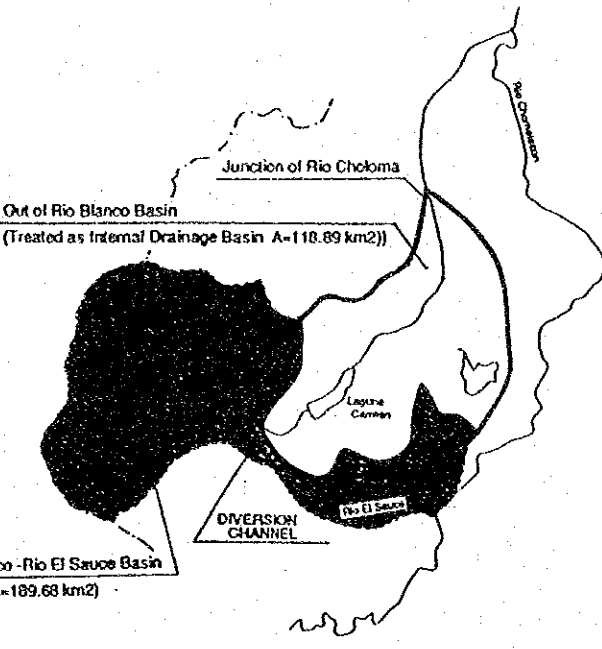 Rio Chamelecon
Junction of Rio Choloma
Out of Rio Blanco Basin
(Treated as Internal Drainage Basin A=118.89 km2))
Laguna
Carmen
Rio El Sauce
DIVERSION
CHANNEL
co -Rio El Sauce Basin
=189.68 km2)